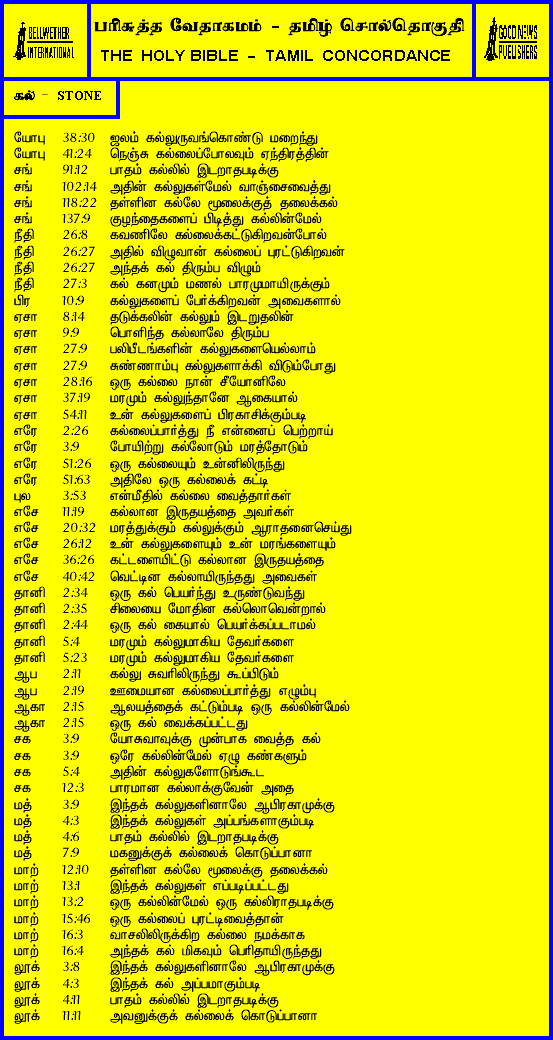 BELLWETHER INTERNATIONAL
பரிசுத்த வேதாகமம் - தமிழ் சொல்தொகுதி
THE HOLY BIBLE - TAMIL CONCORDANCE
GOOD NEWS PUBLISHERS
கல் - STONE
யோபு 38:30 ஜலம் கல்லுருவங்கொண்டு மறைந்து
யோபு 41:24 நெஞ்சு கல்லைப்போலவும் ஏந்திரத்தின்
சங் 91:12 பாதம் கல்லில் இடறாதபடிக்கு
சங் 102:14 அதின் கல்லுகள்மேல் வாஞ்சைவைத்து
சங் 118:22 தள்ளின கல்லே மூலைக்குத் தலைக்கல்
சங் 137:9 குழந்தைகளைப் பிடித்து கல்லின்மேல்
நீதி 26:8 கவணிலே கல்லைக்கட்டுகிறவன்போல்
நீதி 26:27 அதில் விழுவான் கல்லைப் புரட்டுகிறவன்
நீதி 26:27 அந்தக் கல் திரும்ப விழும்
நீதி 27:3 கல் கனமும் மணல் பாரமுமாயிருக்கும்
பிர 10:9 கல்லுகளைப் பேர்க்கிறவன் அவைகளால்
ஏசா 8:14 தடுக்கலின் கல்லும் இடறுதலின்
ஏசா 9:9 பொளிந்த கல்லாலே திரும்ப
ஏசா 27:9 பலிபீடங்களின் கல்லுகளையெல்லாம்
ஏசா 27:9 சுண்ணாம்பு கல்லுகளாக்கி விடும்போது
ஏசா 28:16 ஒரு கல்லை நான் சீயோனிலே
ஏசா 37:19 மரமும் கல்லுந்தானே ஆகையால்
ஏசா 54:11 உன் கல்லுகளைப் பிரகாசிக்கும்படி
எரே 2:26 கல்லைப்பார்த்து நீ என்னைப் பெற்றாய்
எரே 3:9 போயிற்று கல்லோடும் மரத்தோடும்
எரே 51:26 ஒரு கல்லையும் உன்னிலிருந்து
எரே 51:63 அதிலே ஒரு கல்லைக் கட்டி
புல 3:53 என்மீதில் கல்லை வைத்தார்கள்
எசே 11:19 கல்லான இருதயத்தை அவர்கள்
எசே 20:32 மரத்துக்கும் கல்லுக்கும் ஆராதனைசெய்து
எசே 26:12 உன் கல்லுகளையும் உன் மரங்களையும்
எசே 36:26 கட்டளையிட்டு கல்லான இருதயத்தை
எசே 40:42 வெட்டின கல்லாயிருந்தது அவைகள்
தானி 2:34 ஒரு கல் பெயர்ந்து உருண்டுவந்து
தானி 2:35 சிலையை மோதின கல்லொவென்றால்
தானி 2:44 ஒரு கல் கையால் பெயர்க்கப்படாமல்
தானி 5:4 மரமும் கல்லுமாகிய தேவர்களை
தானி 5:23 மரமும் கல்லுமாகிய தேவர்களை
ஆப 2:11 கல்லு சுவரிலிருந்து கூப்பிடும்
ஆப 2:19 ஊமையான கல்லைப்பார்த்து எழும்பு
ஆகா 2:15 ஆலயத்தைக் கட்டும்படி ஒரு கல்லின்மேல்
ஆகா 2:15 ஒரு கல் வைக்கப்பட்டது
சக 3:9 யோசுவாவுக்கு முன்பாக வைத்த கல்
சக 3:9 ஒரே கல்லின்மேல் ஏழு கண்களும்
சக 5:4 அதின் கல்லுகளோடுங்கூட
சக 12:3 பாரமான கல்லாக்குவேன் அதை
மத் 3:9 இந்தக் கல்லுகளினாலே ஆபிரகாமுக்கு
மத் 4:3 இந்தக் கல்லுகள் அப்பங்களாகும்படி
மத் 4:6 பாதம் கல்லில் இடறாதபடிக்கு
மத் 7:9 மகனுக்குக் கல்லைக் கொடுப்பானா
மாற் 12:10 தள்ளின கல்லே மூலைக்கு தலைக்கல்
மாற் 13:1 இந்தக் கல்லுகள் எப்படிப்பட்டது
மாற் 13:2 ஒரு கல்லின்மேல் ஒரு கல்லிராதபடிக்கு
மாற் 15:46 ஒரு கல்லைப் புரட்டிவைத்தான்
மாற் 16:3 வாசலிலிருக்கிற கல்லை நமக்காக
மாற் 16:4 அந்தக் கல் மிகவும் பெரிதாயிருந்தது
லூக் 3:8 இந்தக் கல்லுகளினாலே ஆபிரகாமுக்கு
லூக் 4:3 இந்தக் கல் அப்பமாகும்படி
லூக் 4:11 பாதம் கல்லில் இடறாதபடிக்கு
லூக் 11:11 அவனுக்குக் கல்லைக் கொடுப்பானா